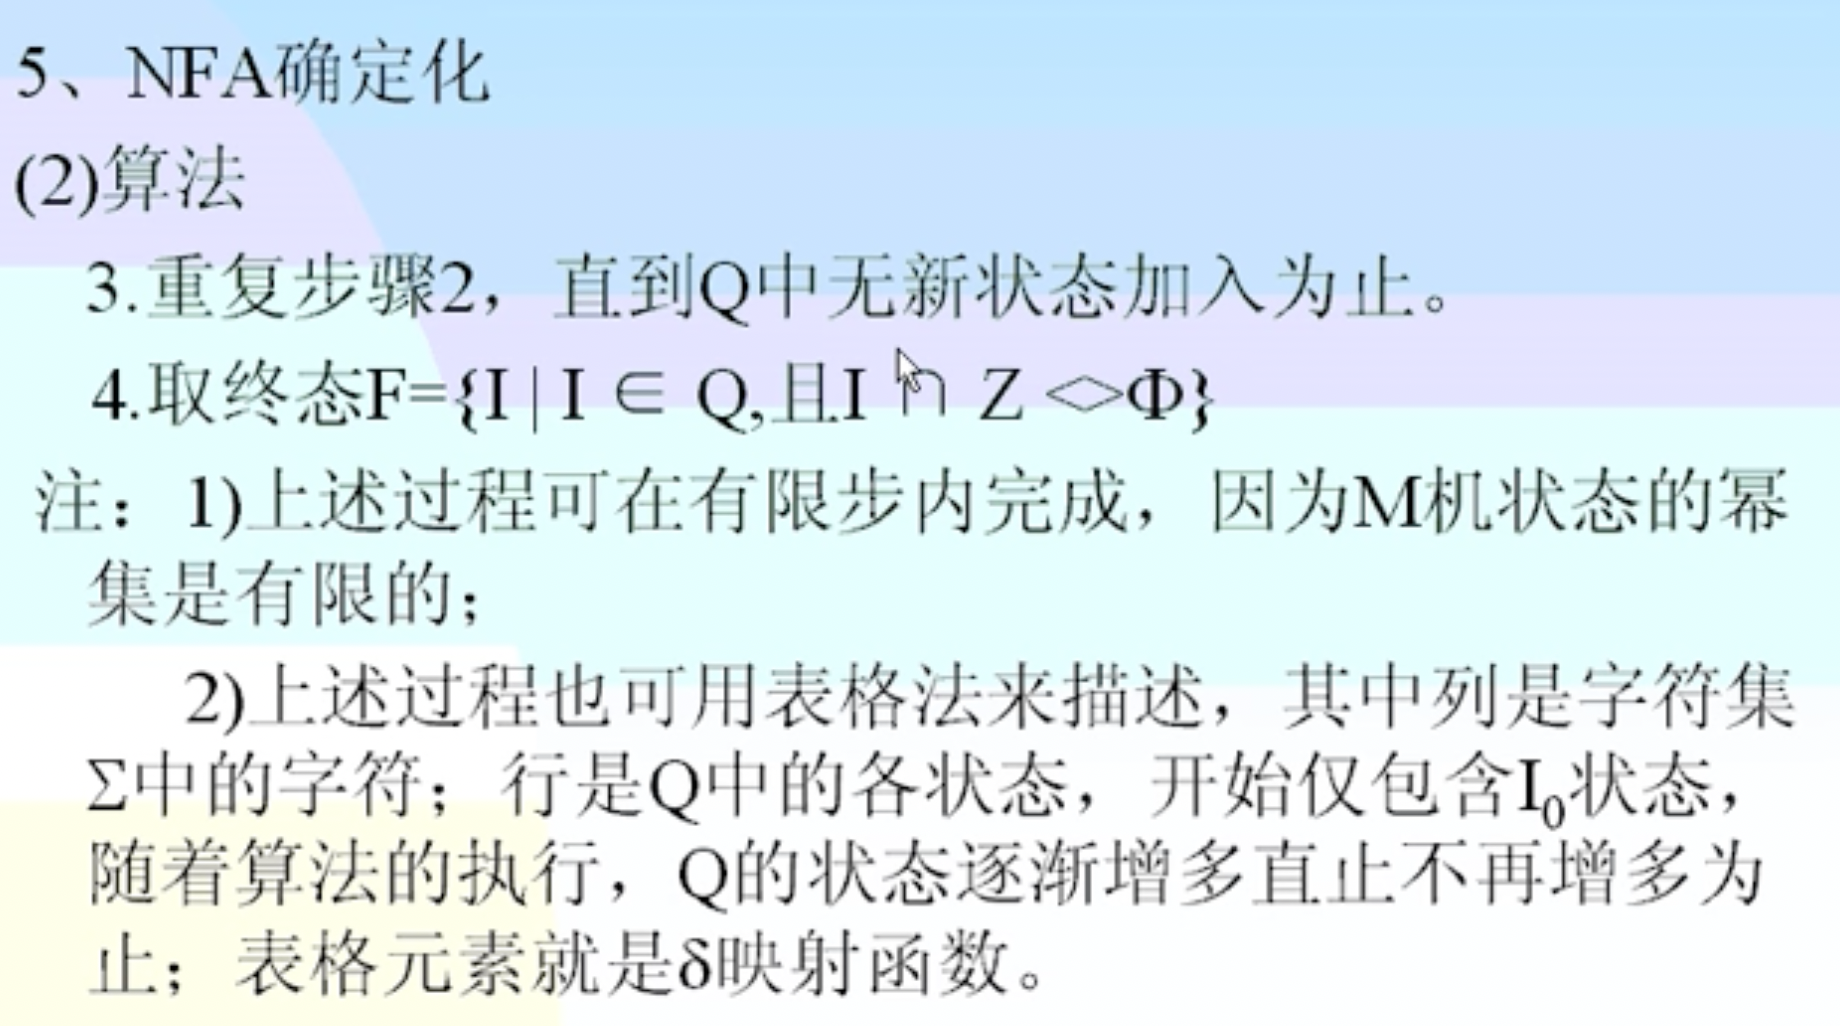 5、NFA确定化
(2)算法
3.重复步骤2，直到Q中无新状态加入为止。
4.取终态F={I | I ∈ Q,且I ∩ Z <>Φ}
注：1)上述过程可在有限步内完成，因为M机状态的幂
集是有限的；
2)上述过程也可用表格法来描述，其中列是字符集
Σ中的字符；行是Q中的各状态，开始仅包含I₀状态，
随着算法的执行，Q的状态逐渐增多直止不再增多为
止；表格元素就是δ映射函数。